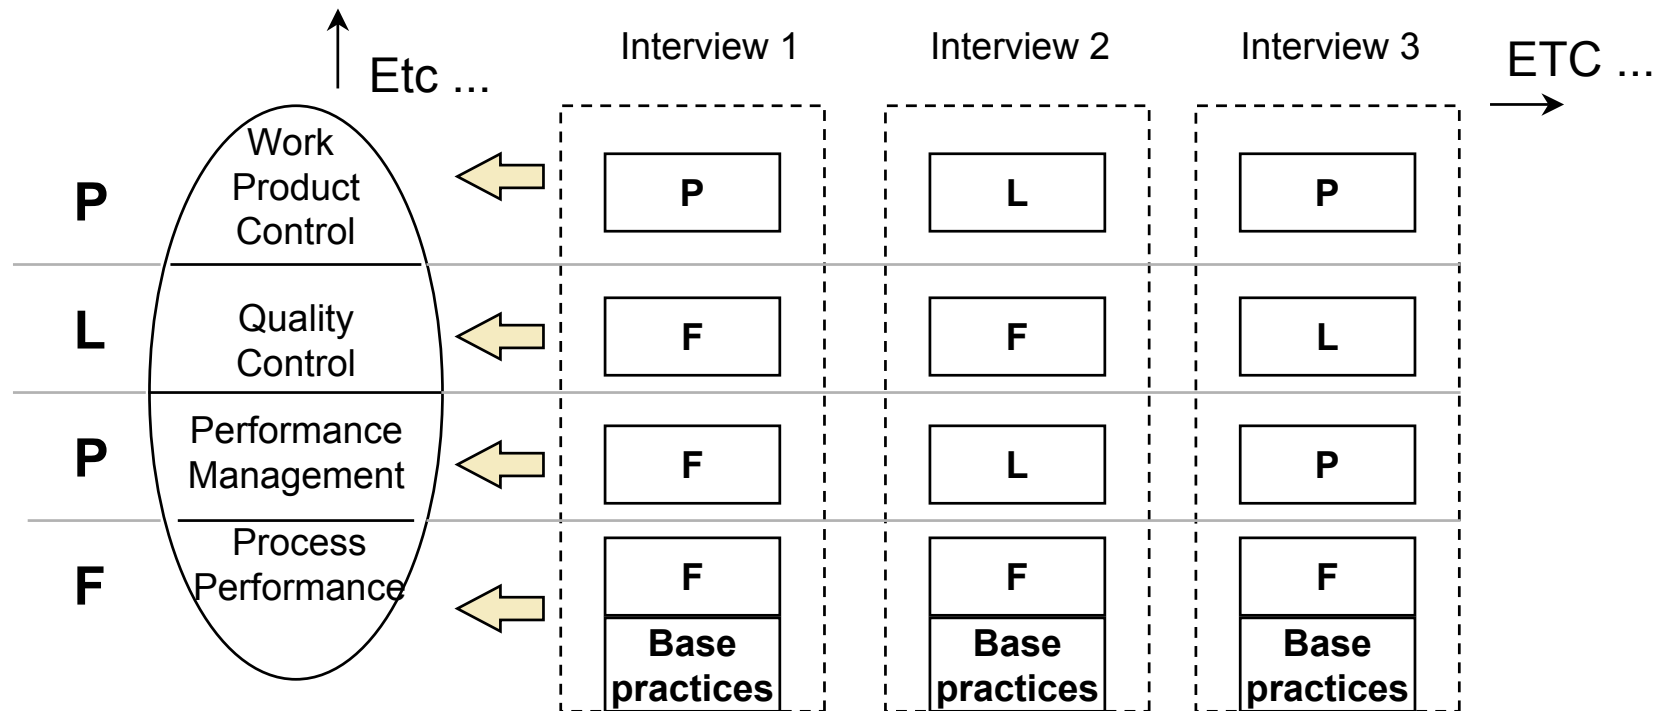 Interview 1 Interview 2 Interview 3
Etc ... ETC ...
P Work P L P
Product
Control
L Quality F F L
Control
P Performance F L P
Management
F Process F F F
Performance
Base Base Base
practices practices practices